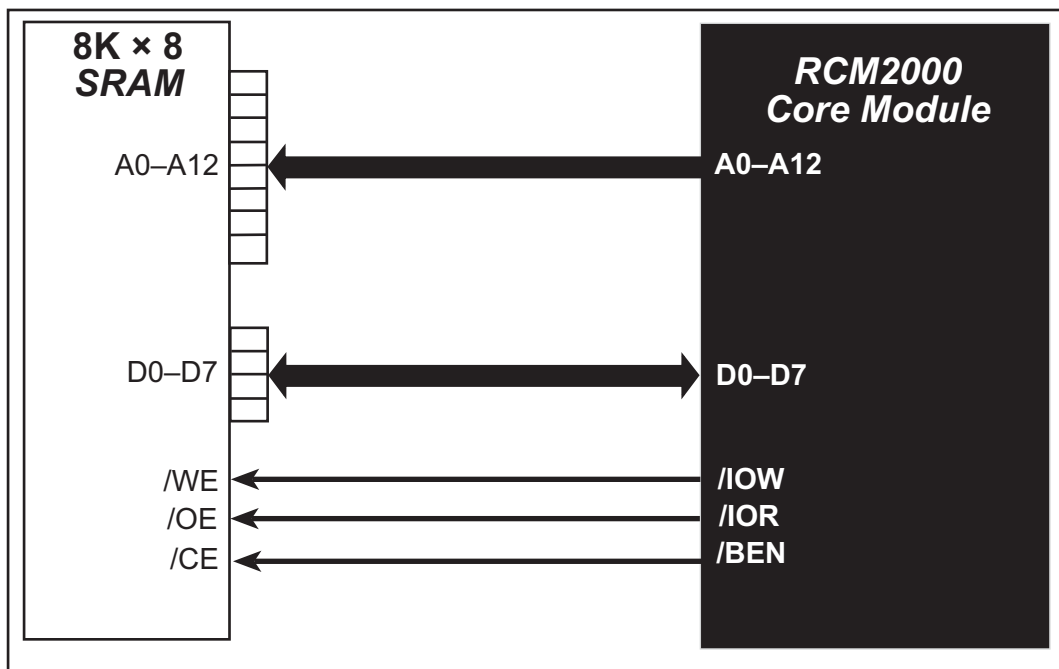 8K × 8
SRAM
A0–A12
D0–D7
/WE
/OE
/CE
RCM2000
Core Module
A0–A12
D0–D7
/IOW
/IOR
/BEN